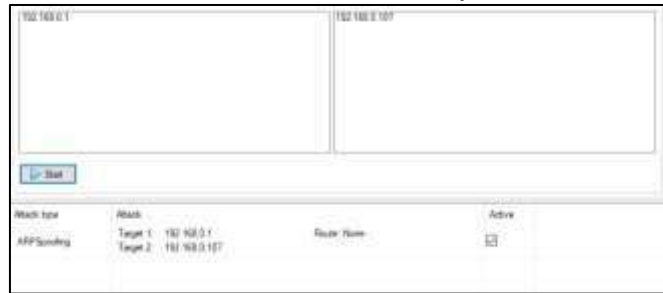 192.168.0.1
192.168.0.107
Start
Attack type Attack Active
ARPSpoofing
Target 1: 192.168.0.1 Route: None
Target 2: 192.168.0.107